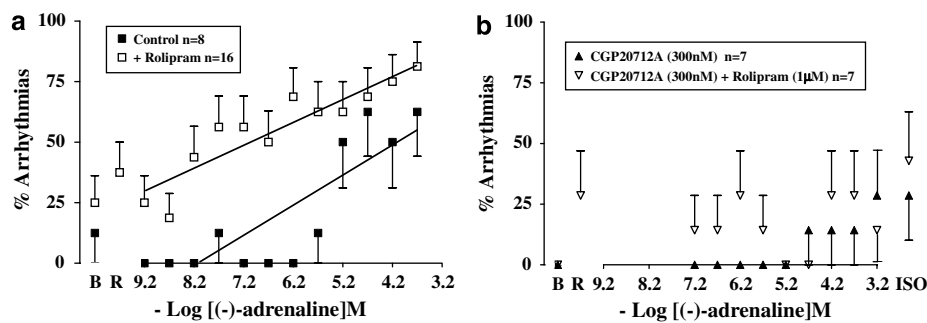 a
100
75
50
25
0
% Arrhythmias
Control n=8
+ Rolipram n=16
B R 9.2 8.2 7.2 6.2 5.2 4.2 3.2
- Log [(-)-adrenaline]M
b
100
75
50
25
0
% Arrhythmias
CGP20712A (300nM) n=7
CGP20712A (300nM) + Rolipram (1µM) n=7
B R 9.2 8.2 7.2 6.2 5.2 4.2 3.2 ISO
- Log [(-)-adrenaline]M